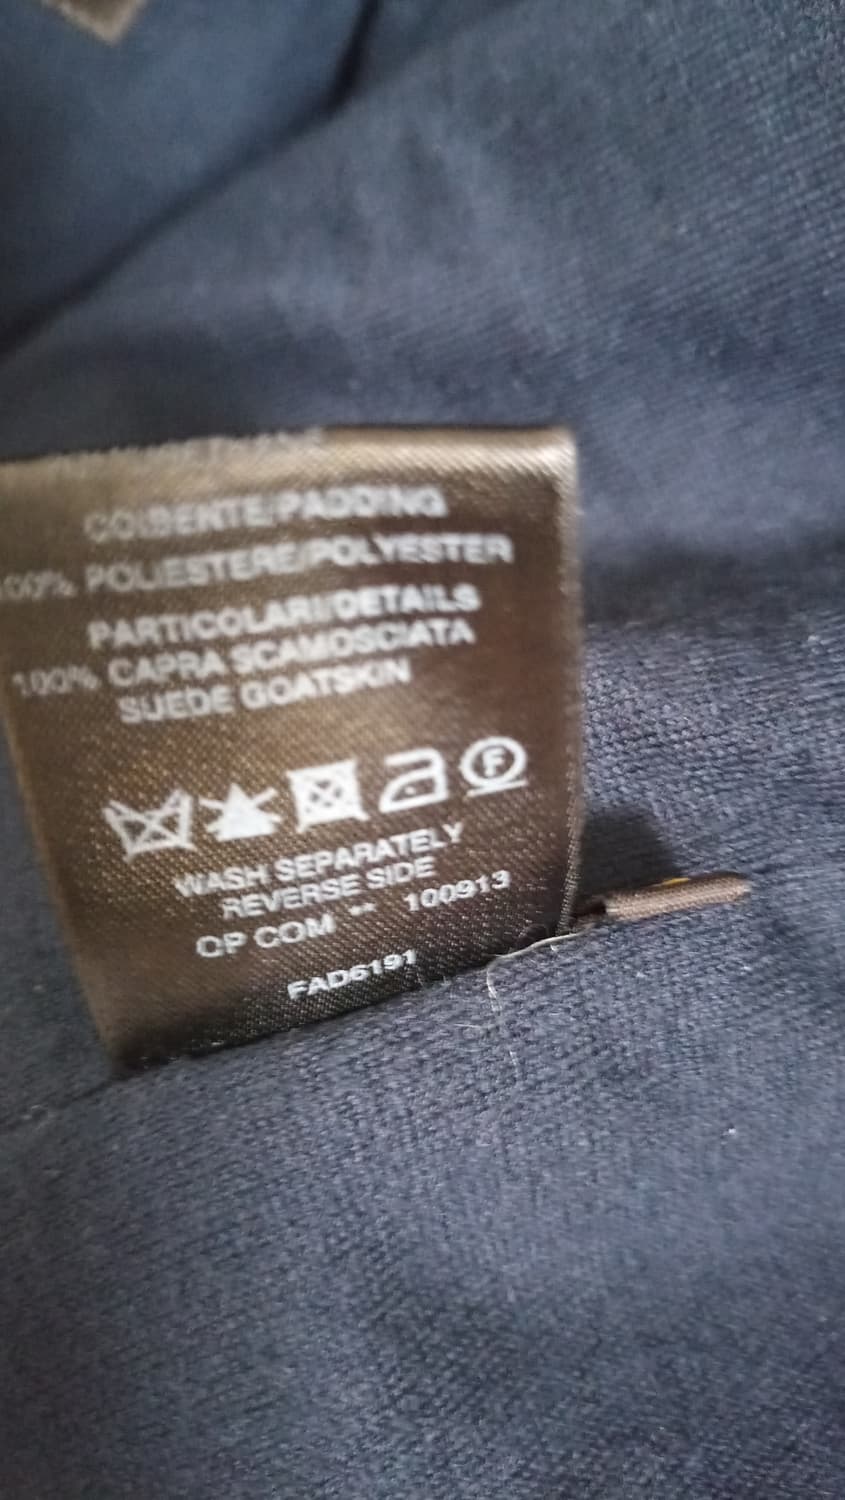 COIBENTE/PADDING
100% POLIESTERE/POLYESTER
PARTICOLARI/DETAILS
100% CAPRA SCAMOSCIATA
SUEDE GOATSKIN
F
WASH SEPARATELY
REVERSE SIDE
OP COM ** 100913
FAD6191